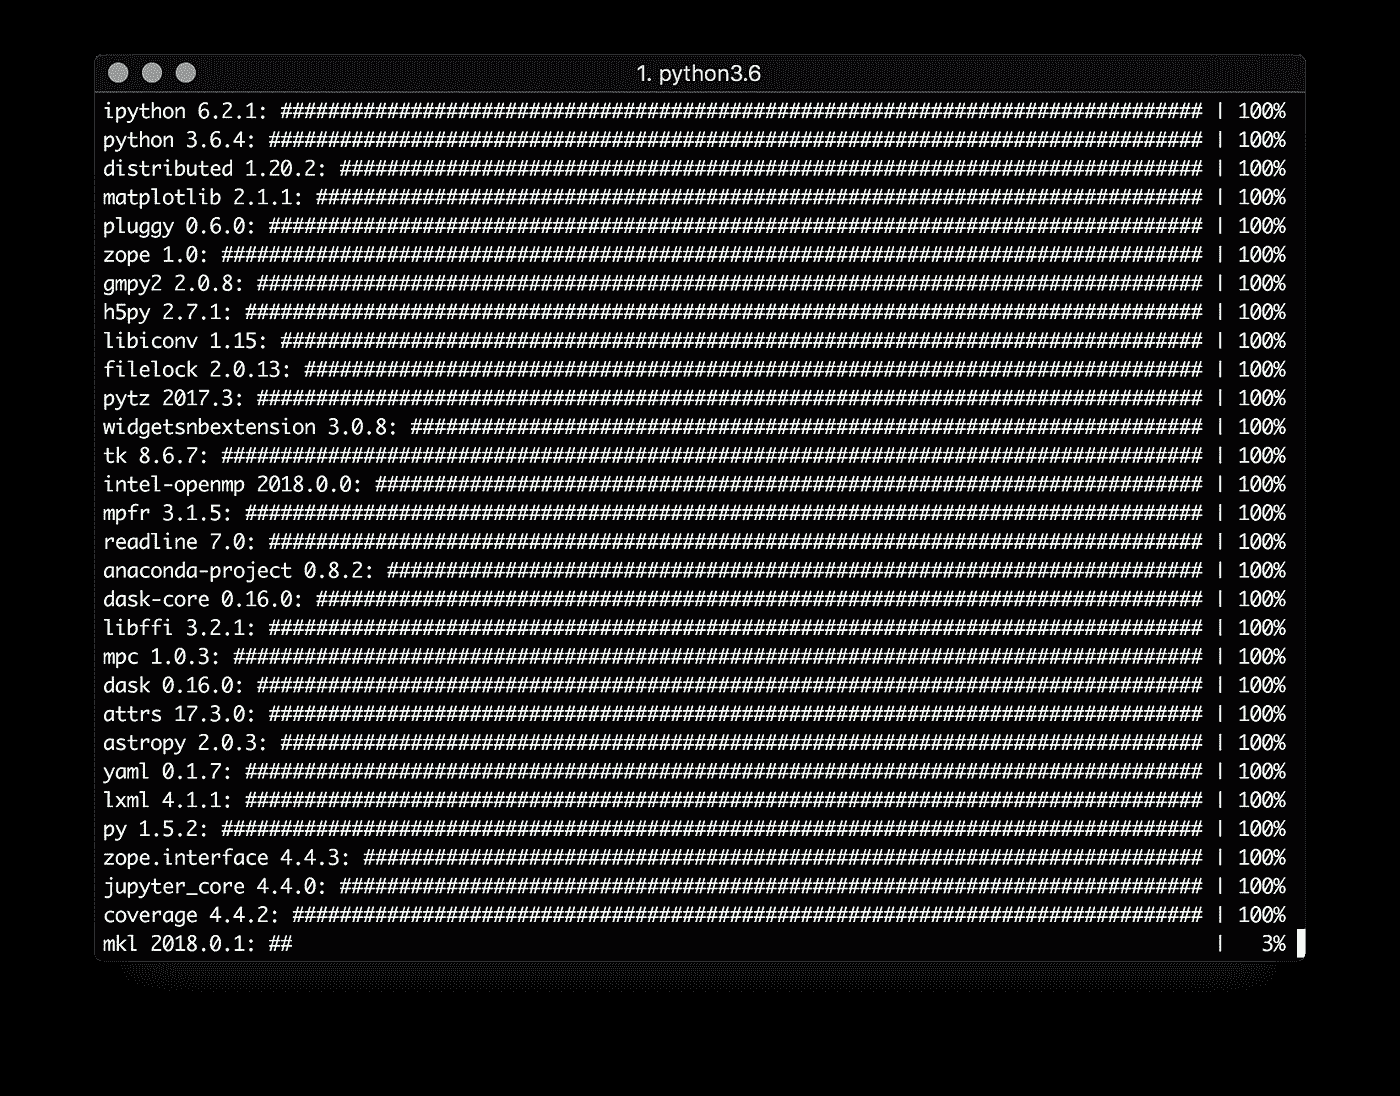 1. python3.6
ipython 6.2.1: ############################################################################## | 100%
python 3.6.4: ############################################################################### | 100%
distributed 1.20.2: ######################################################################### | 100%
matplotlib 2.1.1: ########################################################################### | 100%
pluggy 0.6.0: ############################################################################### | 100%
zope 1.0: ################################################################################### | 100%
gmpy2 2.0.8: ################################################################################ | 100%
h5py 2.7.1: ################################################################################# | 100%
libiconv 1.15: ############################################################################## | 100%
filelock 2.0.13: ############################################################################ | 100%
pytz 2017.3: ################################################################################ | 100%
widgetsnbextension 3.0.8: ################################################################### | 100%
tk 8.6.7: ################################################################################### | 100%
intel-openmp 2018.0.0: ###################################################################### | 100%
mpfr 3.1.5: ################################################################################# | 100%
readline 7.0: ############################################################################### | 100%
anaconda-project 0.8.2: ##################################################################### | 100%
dask-core 0.16.0: ########################################################################### | 100%
libffi 3.2.1: ############################################################################### | 100%
mpc 1.0.3: ################################################################################## | 100%
dask 0.16.0: ################################################################################ | 100%
attrs 17.3.0: ############################################################################### | 100%
astropy 2.0.3: ############################################################################## | 100%
yaml 0.1.7: ################################################################################# | 100%
lxml 4.1.1: ################################################################################# | 100%
py 1.5.2: ################################################################################### | 100%
zope.interface 4.4.3: ####################################################################### | 100%
jupyter_core 4.4.0: ######################################################################### | 100%
coverage 4.4.2: ############################################################################# | 100%
mkl 2018.0.1: ##                                                                              |   3%